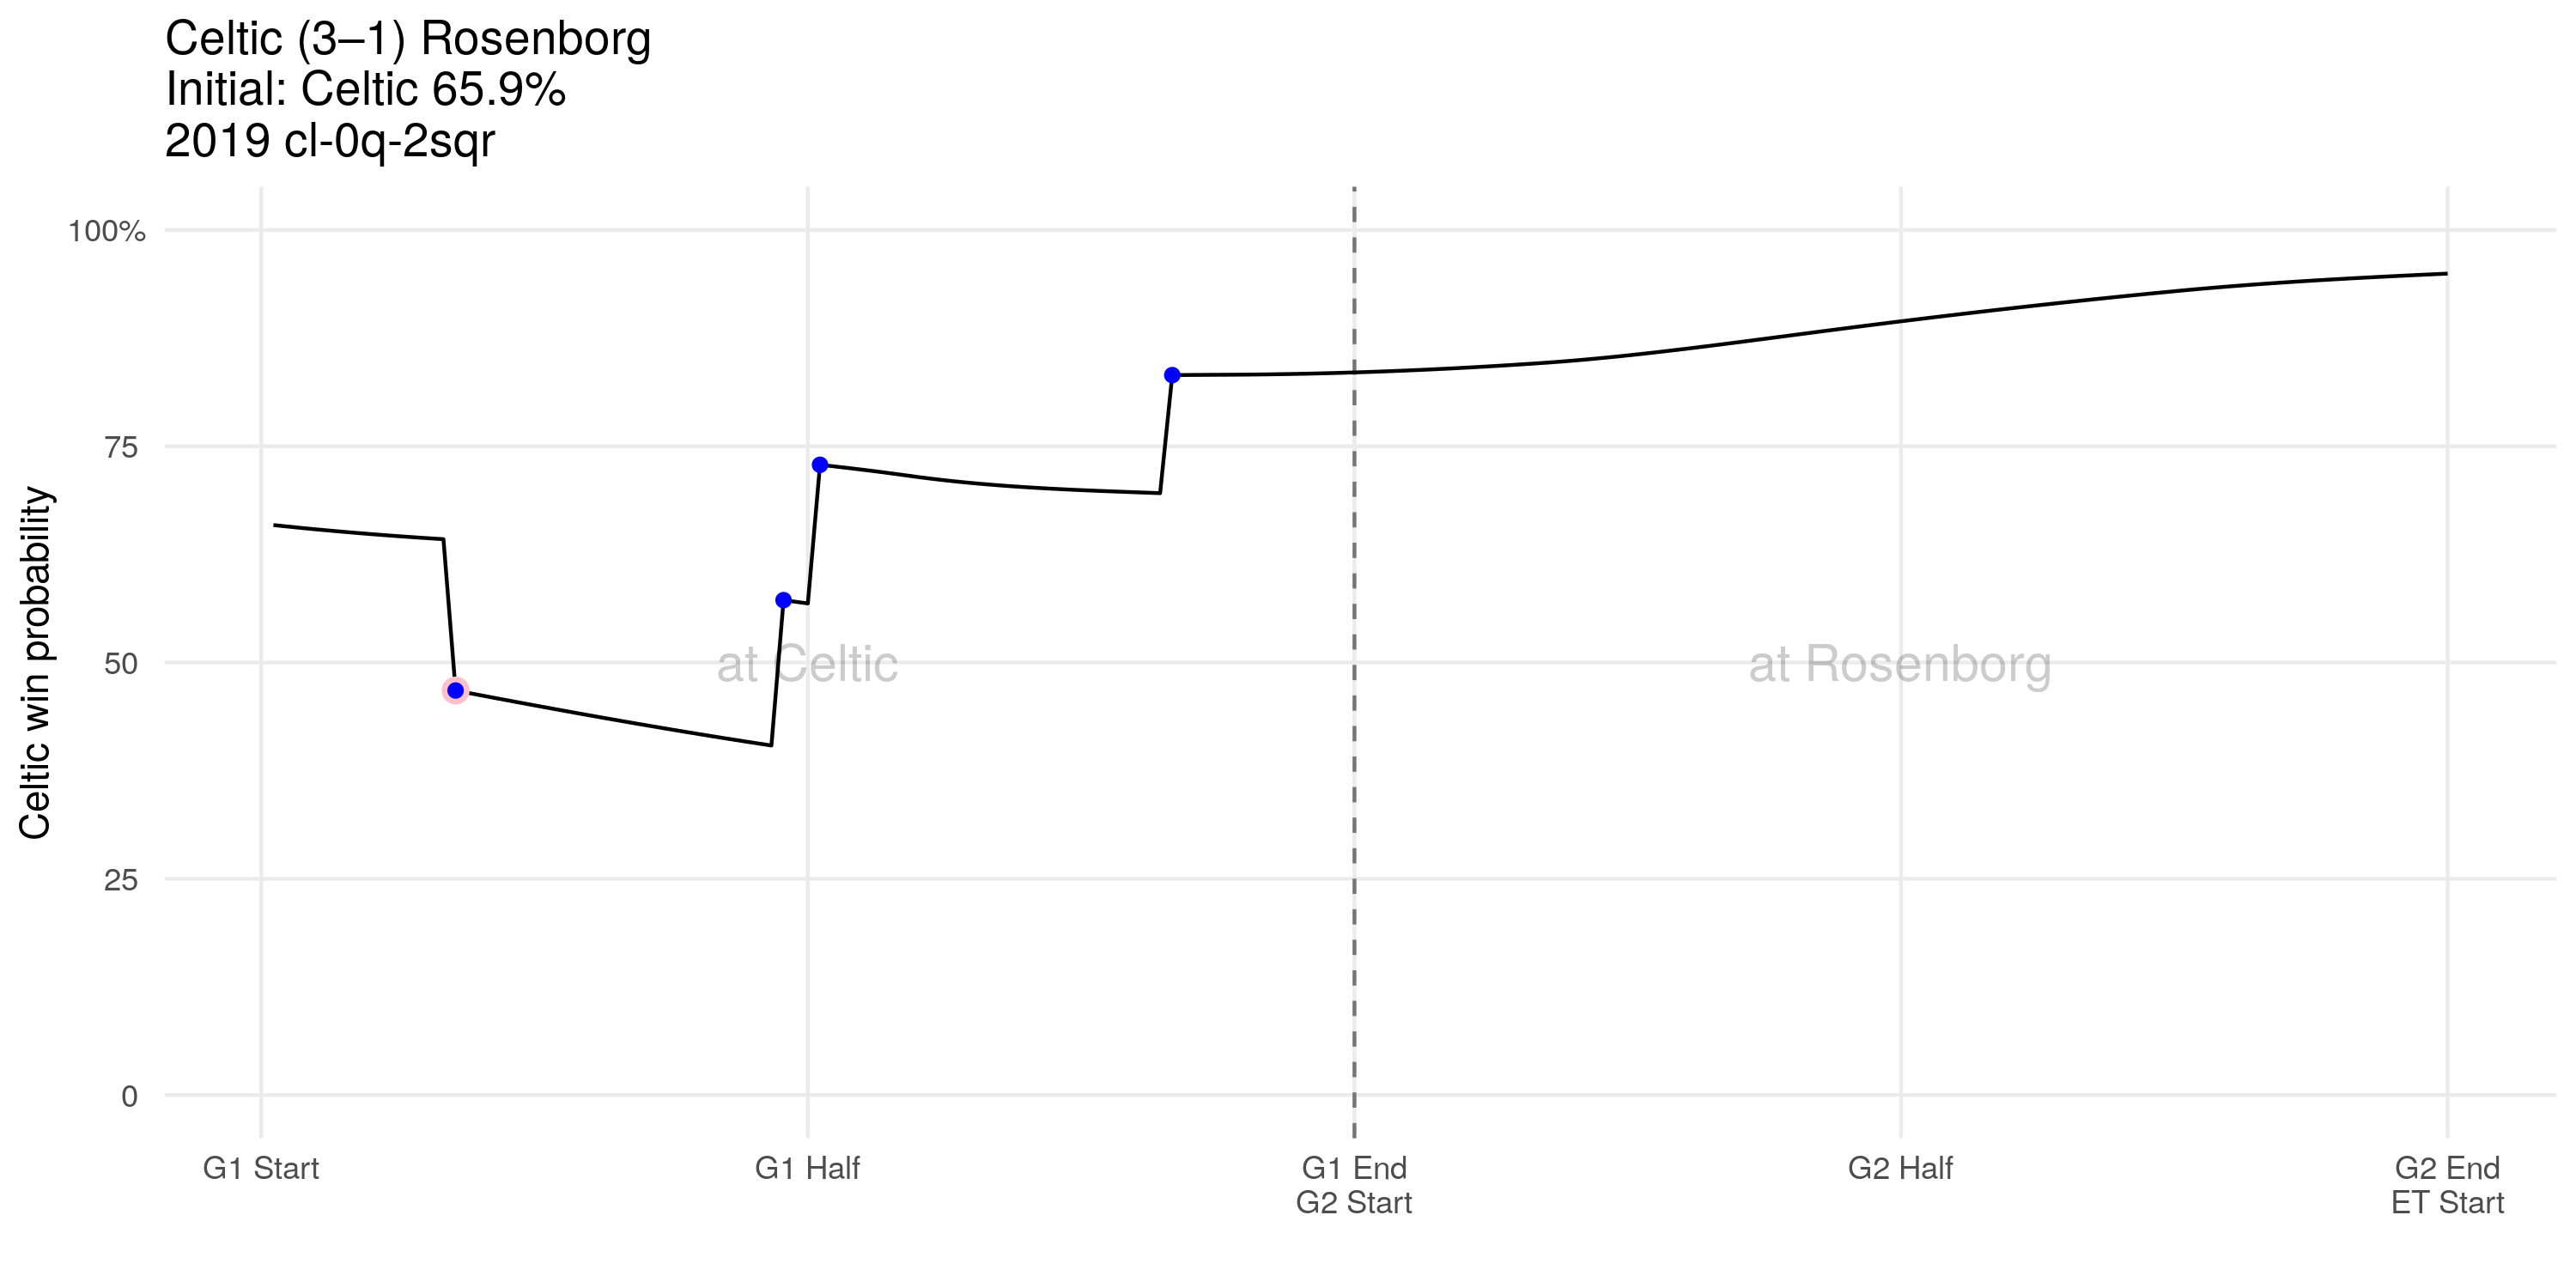 Celtic (3–1) Rosenborg
Initial: Celtic 65.9%
2019 cl-0q-2sqr
Celtic win probability
100%
75
50
25
0
at Celtic
at Rosenborg
G1 Start
G1 Half
G1 End
G2 Start
G2 Half
G2 End
ET Start